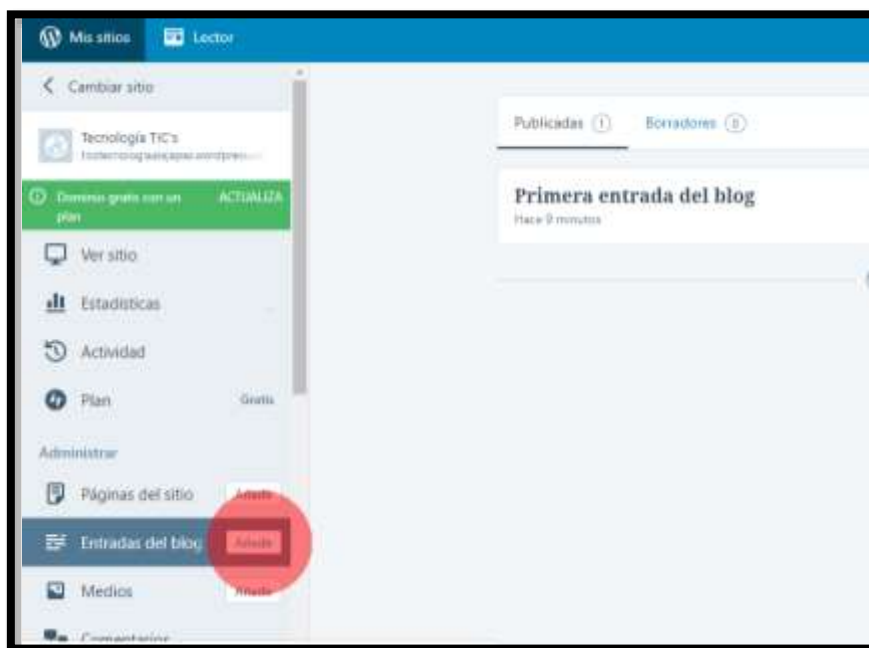 Mis sitios
Lector
Cambiar sitio
Tecnología TIC's
Dominio gratis con un
plan
ACTUALIZA
Ver sitio
Estadísticas
Actividad
Plan
Gratis
Administrar
Páginas del sitio
Añadir
Entradas del blog
Añadir
Medios
Añadir
Comentarios
Publicadas 1
Borradores 0
Primera entrada del blog
Hace 9 minutos